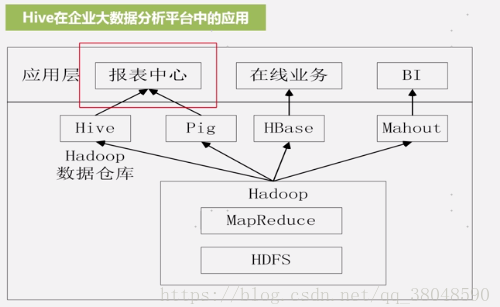 Hive在企业大数据分析平台中的应用
应用层
报表中心
在线业务
BI
Hive
Pig
HBase
Mahout
Hadoop
数据仓库
Hadoop
MapReduce
HDFS
https://blog.csdn.net/qq_38048590